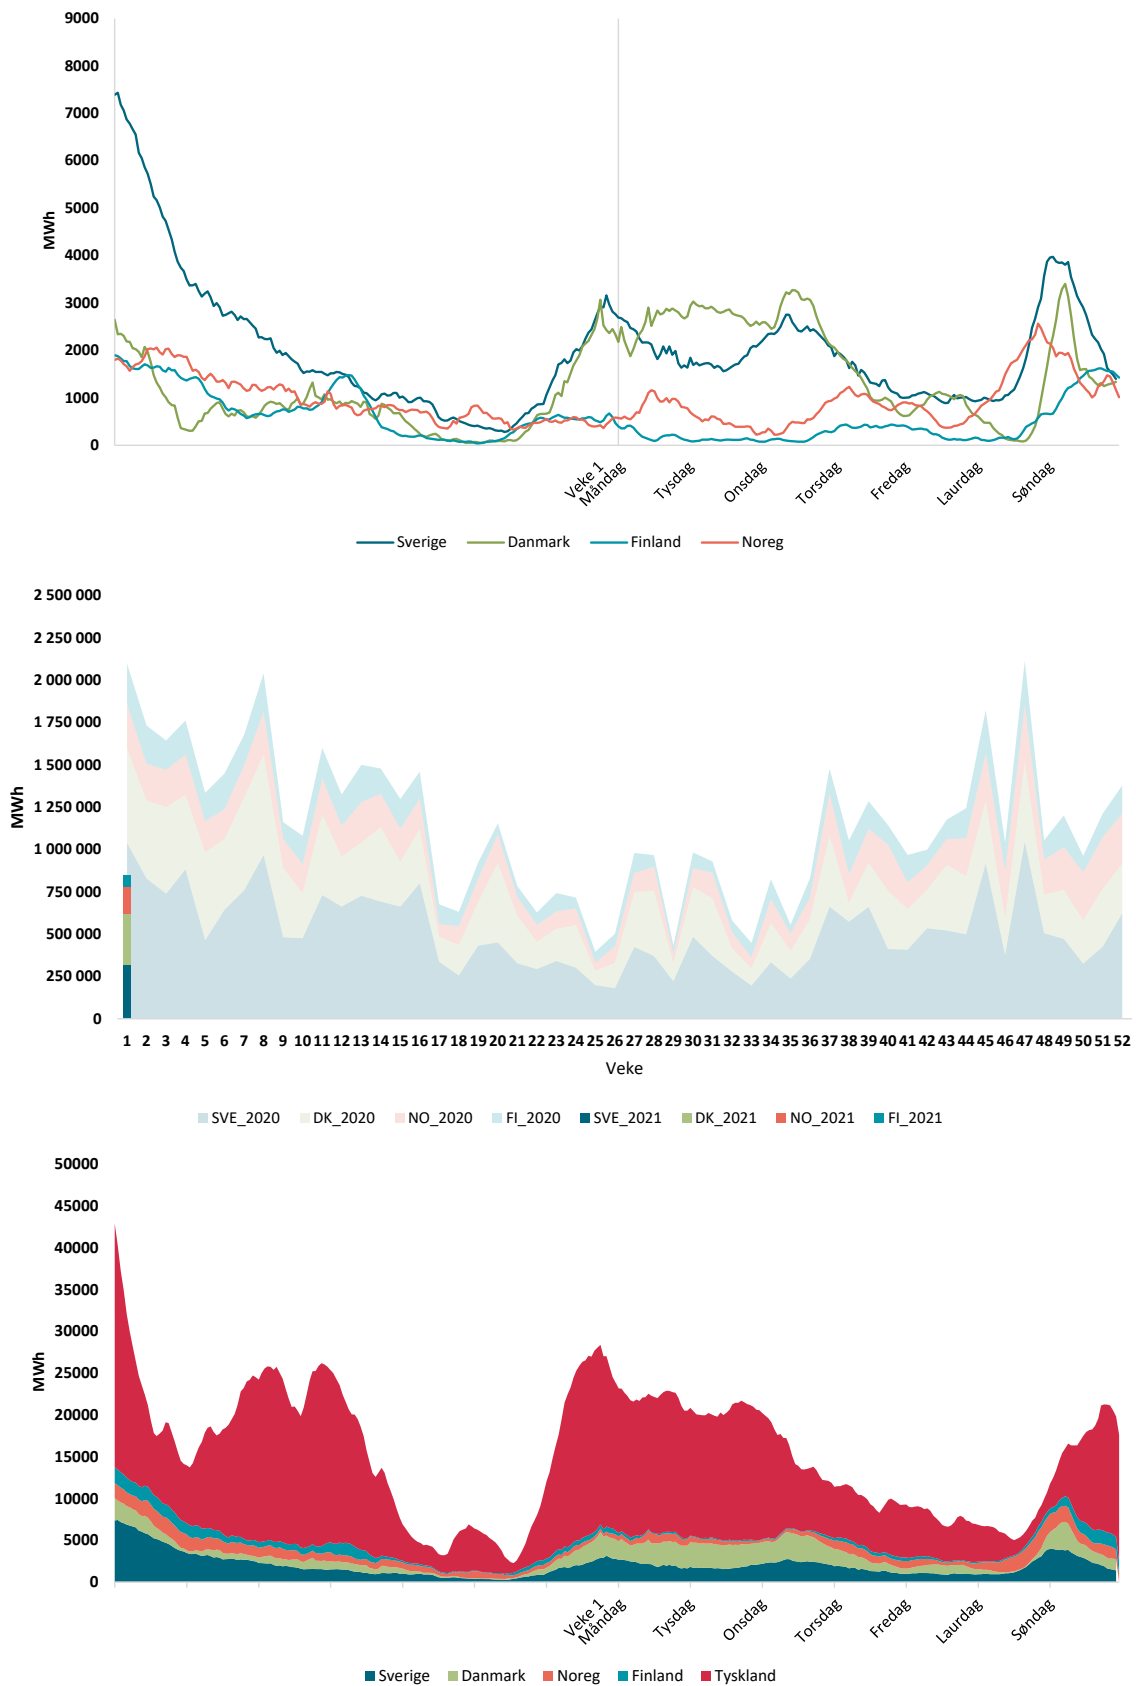 9000
8000
7000
6000
5000
4000
3000
2000
1000
0
MWh
Veke 1
Måndag
Tysdag
Onsdag
Torsdag
Fredag
Laurdag
Søndag
Sverige Danmark Finland Noreg
2 500 000
2 250 000
2 000 000
1 750 000
1 500 000
1 250 000
1 000 000
750 000
500 000
250 000
0
MWh
1 2 3 4 5 6 7 8 9 10 11 12 13 14 15 16 17 18 19 20 21 22 23 24 25 26 27 28 29 30 31 32 33 34 35 36 37 38 39 40 41 42 43 44 45 46 47 48 49 50 51 52
Veke
SVE_2020 DK_2020 NO_2020 FI_2020 SVE_2021 DK_2021 NO_2021 FI_2021
50000
45000
40000
35000
30000
25000
20000
15000
10000
5000
0
MWh
Veke 1
Måndag
Tysdag
Onsdag
Torsdag
Fredag
Laurdag
Søndag
Sverige Danmark Noreg Finland Tyskland